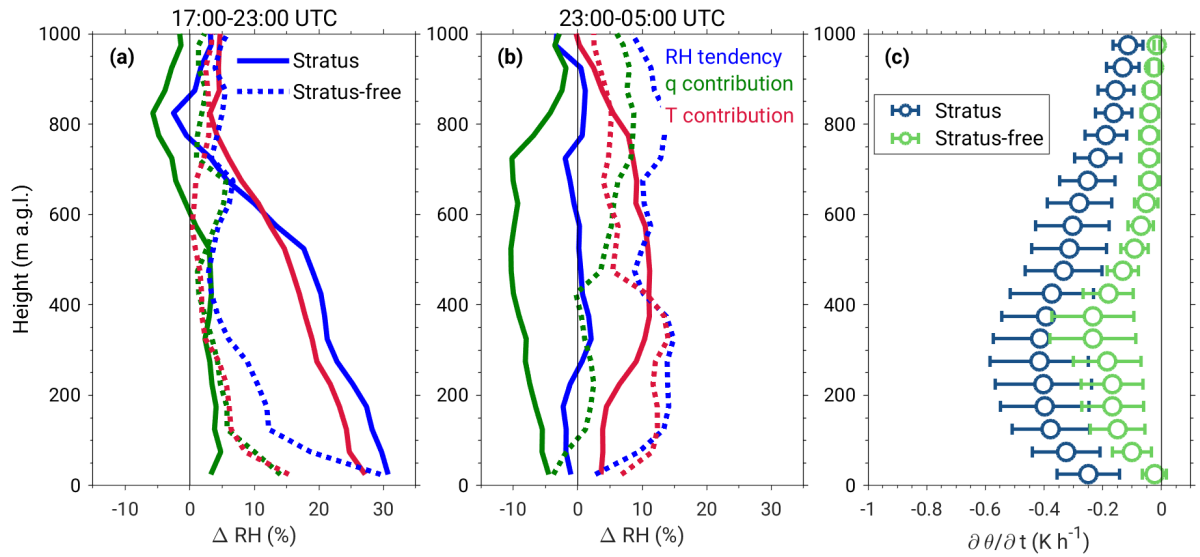 17:00-23:00 UTC
23:00-05:00 UTC
Height (m a.g.l.)
1000
800
600
400
200
0
(a)
Stratus
Stratus-free
-10
0
10
20
30
Δ RH (%)
1000
800
600
400
200
0
(b)
RH tendency
q contribution
T contribution
-10
0
10
20
30
Δ RH (%)
1000
800
600
400
200
0
(c)
Stratus
Stratus-free
-1
-0.8
-0.6
-0.4
-0.2
0
∂θ/∂t (K h⁻¹)